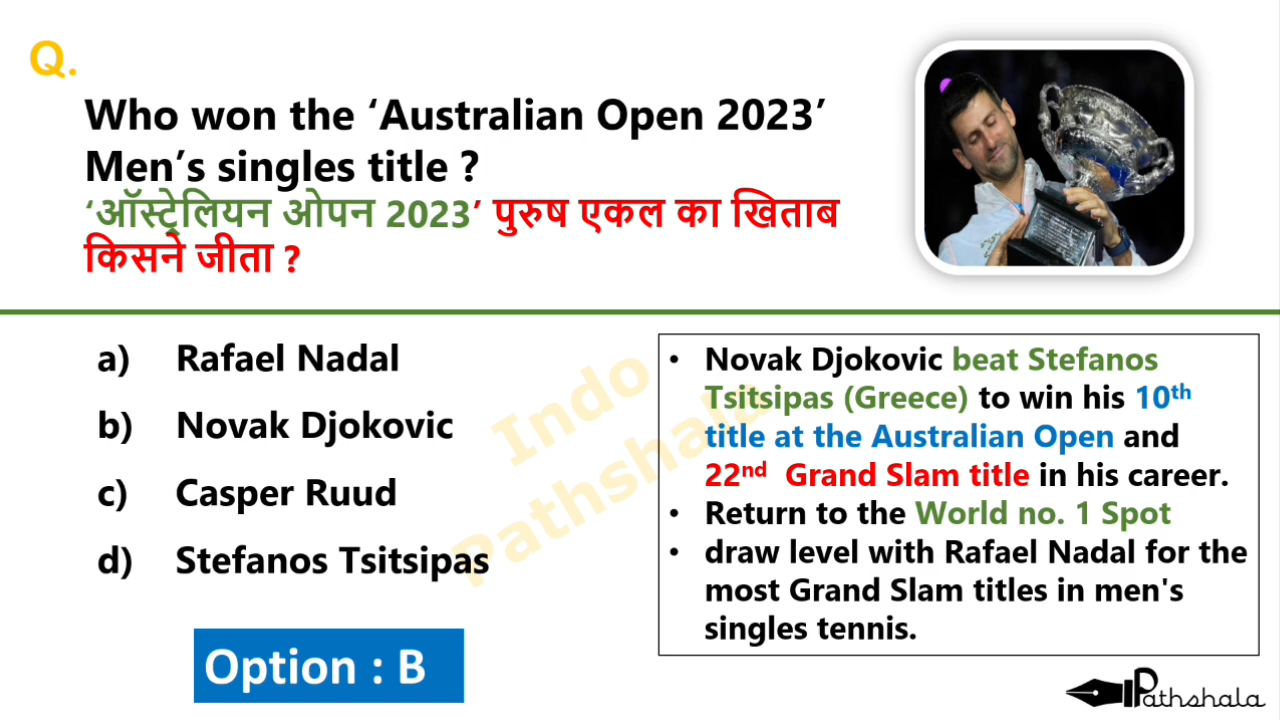 Q.
Who won the ‘Australian Open 2023’
Men’s singles title ?
‘ऑस्ट्रेलियन ओपन 2023’ पुरुष एकल का खिताब
किसने जीता ?
a) Rafael Nadal
b) Novak Djokovic
c) Casper Ruud
d) Stefanos Tsitsipas
Option : B
• Novak Djokovic beat Stefanos
Tsitsipas (Greece) to win his 10th
title at the Australian Open and
22nd Grand Slam title in his career.
• Return to the World no. 1 Spot
• draw level with Rafael Nadal for the
most Grand Slam titles in men's
singles tennis.
Indo
Pathshala
Pathshala